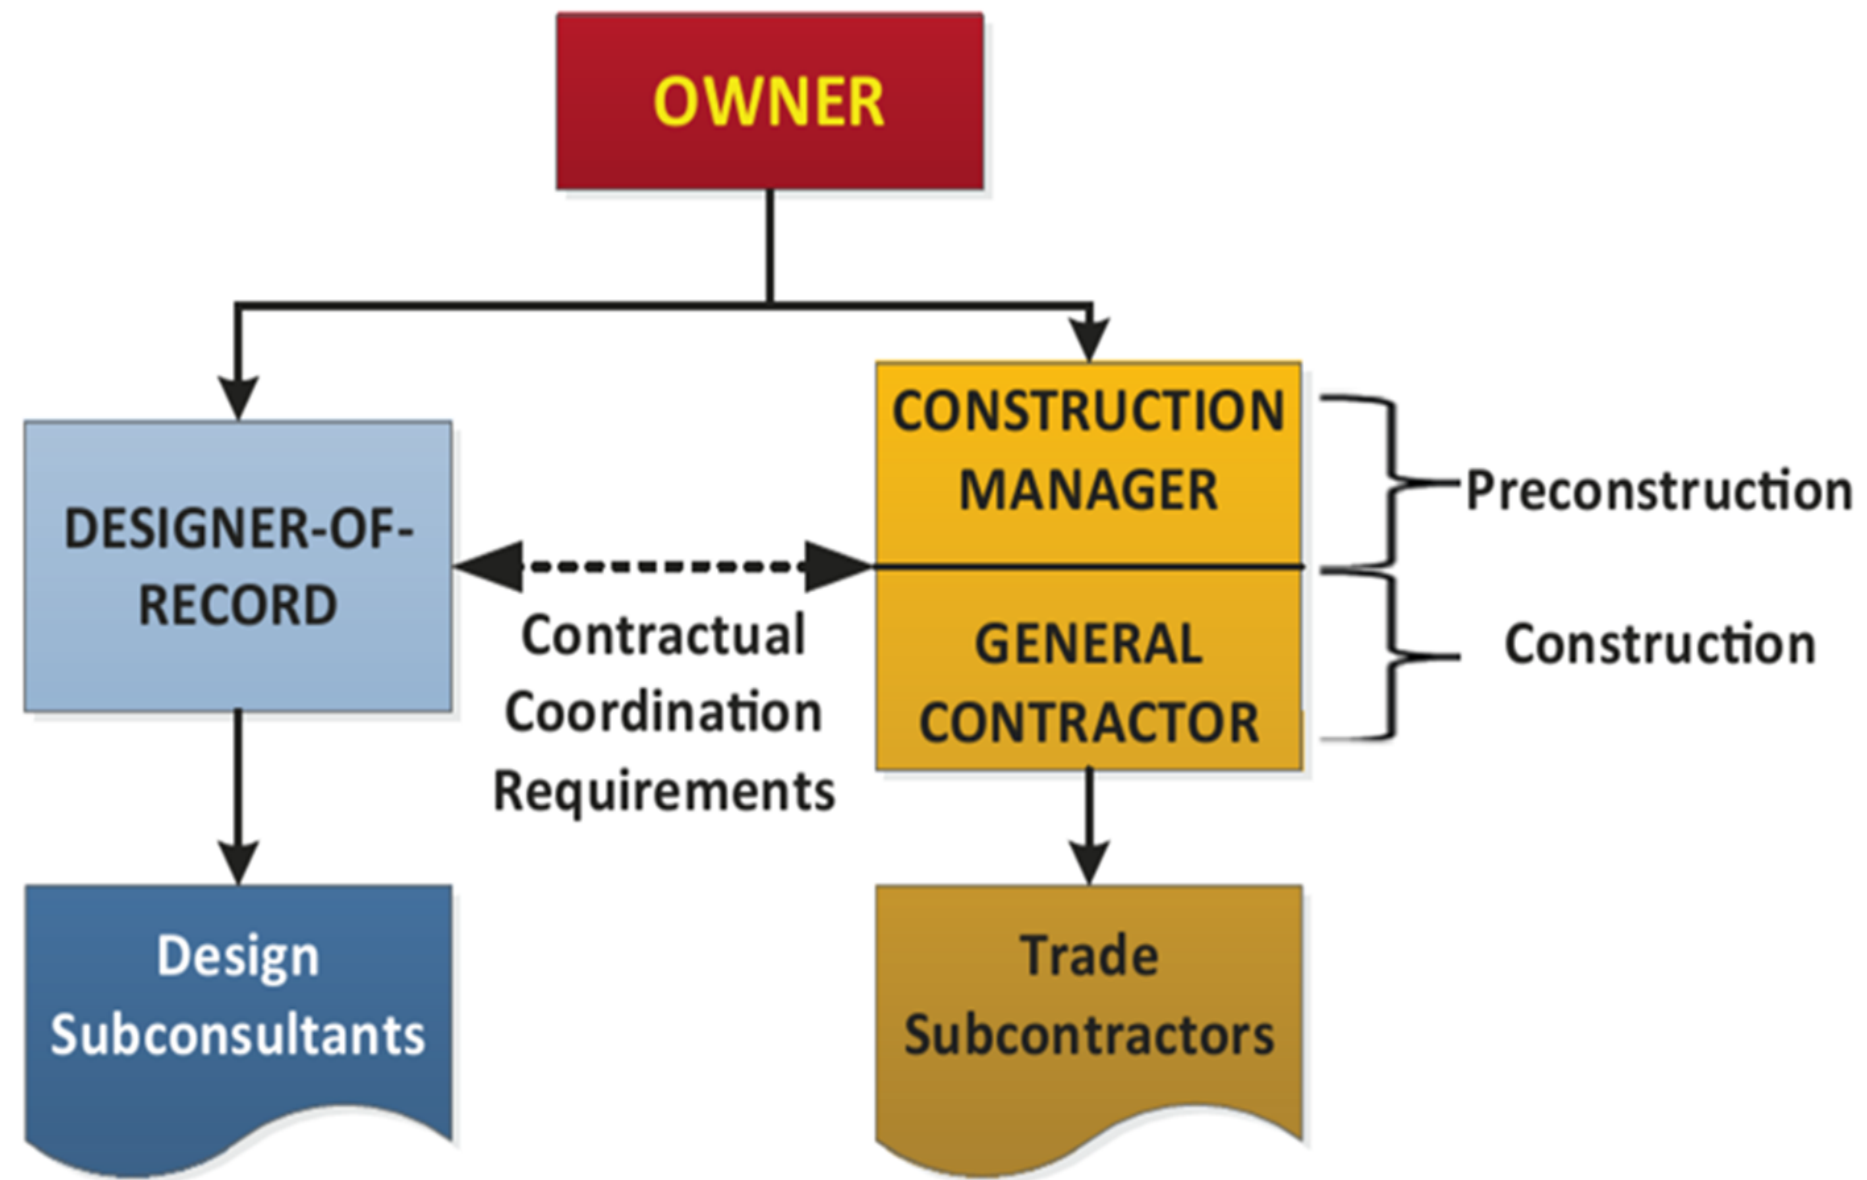 OWNER
DESIGNER-OF-
RECORD
Contractual
Coordination
Requirements
CONSTRUCTION
MANAGER
GENERAL
CONTRACTOR
Preconstruction
Construction
Design
Subconsultants
Trade
Subcontractors